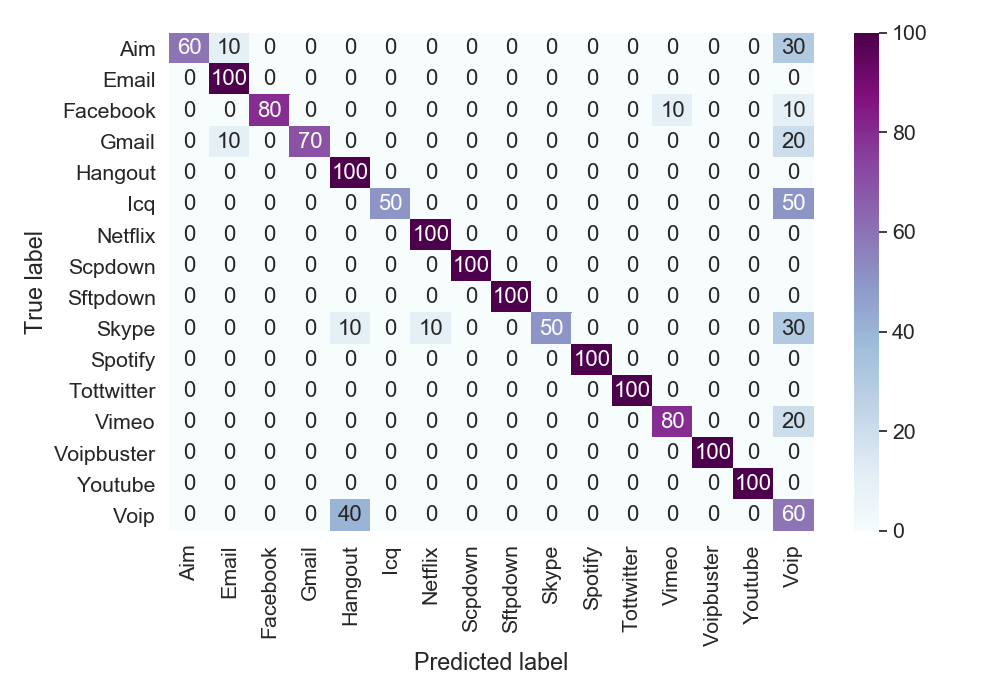 Aim 60 10 0 0 0 0 0 0 0 0 0 0 0 0 0 30 100
Email 0 100 0 0 0 0 0 0 0 0 0 0 0 0 0 0
Facebook 0 0 80 0 0 0 0 0 0 0 0 0 10 0 0 10
Gmail 0 10 0 70 0 0 0 0 0 0 0 0 0 0 0 20 80
Hangout 0 0 0 0 100 0 0 0 0 0 0 0 0 0 0 0
Icq 0 0 0 0 0 50 0 0 0 0 0 0 0 0 0 50
Netflix 0 0 0 0 0 0 100 0 0 0 0 0 0 0 0 0 60
Scpdown 0 0 0 0 0 0 0 100 0 0 0 0 0 0 0 0
Sftpdown 0 0 0 0 0 0 0 0 100 0 0 0 0 0 0 0
True label
Skype 0 0 0 0 10 0 10 0 0 50 0 0 0 0 0 30 40
Spotify 0 0 0 0 0 0 0 0 0 0 100 0 0 0 0 0
Tottwitter 0 0 0 0 0 0 0 0 0 0 0 100 0 0 0 0
Vimeo 0 0 0 0 0 0 0 0 0 0 0 0 80 0 0 20 20
Voipbuster 0 0 0 0 0 0 0 0 0 0 0 0 0 100 0 0
Youtube 0 0 0 0 0 0 0 0 0 0 0 0 0 0 100 0
Voip 0 0 0 0 40 0 0 0 0 0 0 0 0 0 0 60 0
Aim Email Facebook Gmail Hangout Icq Netflix Scpdown Sftpdown Skype Spotify Tottwitter Vimeo Voipbuster Youtube Voip
Predicted label